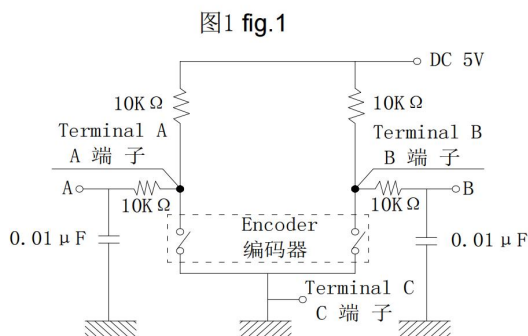 图1 fig.1
DC 5V
10KΩ
10KΩ
Terminal A
A 端 子
Terminal B
B 端 子
A
10KΩ
10KΩ
B
Encoder
编码器
0.01μF
0.01μF
Terminal C
C 端 子